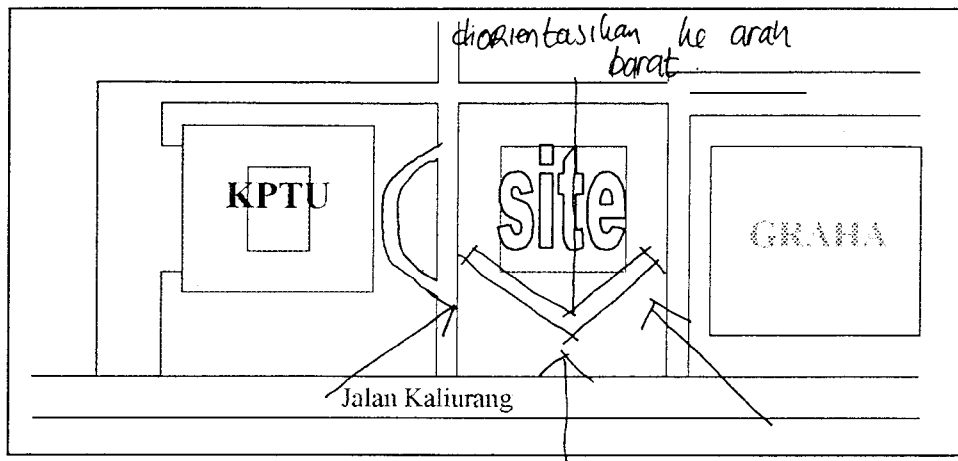 diorientasikan ke arah
barat
KPTU
site
GRAHA
Jalan Kaliurang